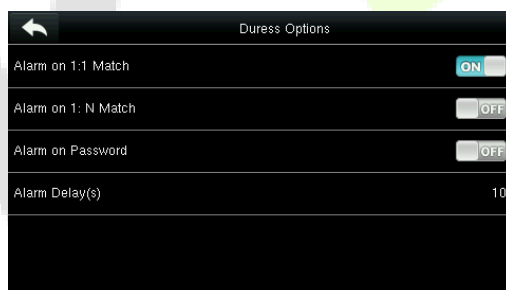 Duress Options
Alarm on 1:1 Match ON
Alarm on 1: N Match OFF
Alarm on Password OFF
Alarm Delay(s) 10